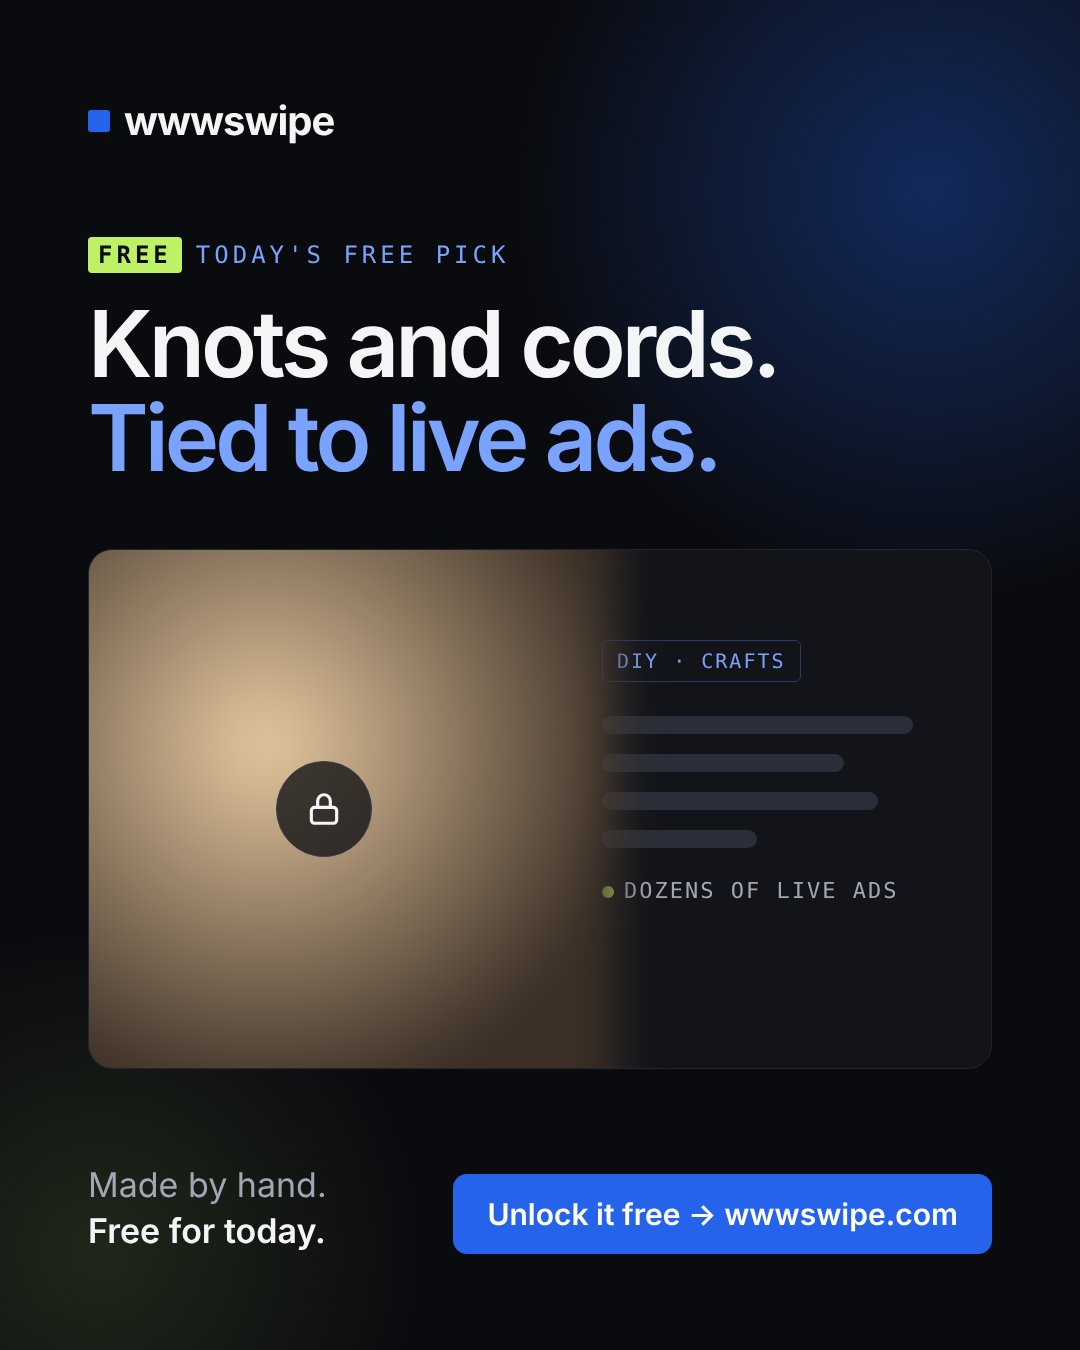 wwwswipe
FREE TODAY'S FREE PICK
Knots and cords.
Tied to live ads.
DIY · CRAFTS
DOZENS OF LIVE ADS
Made by hand.
Free for today.
Unlock it free → wwwswipe.com